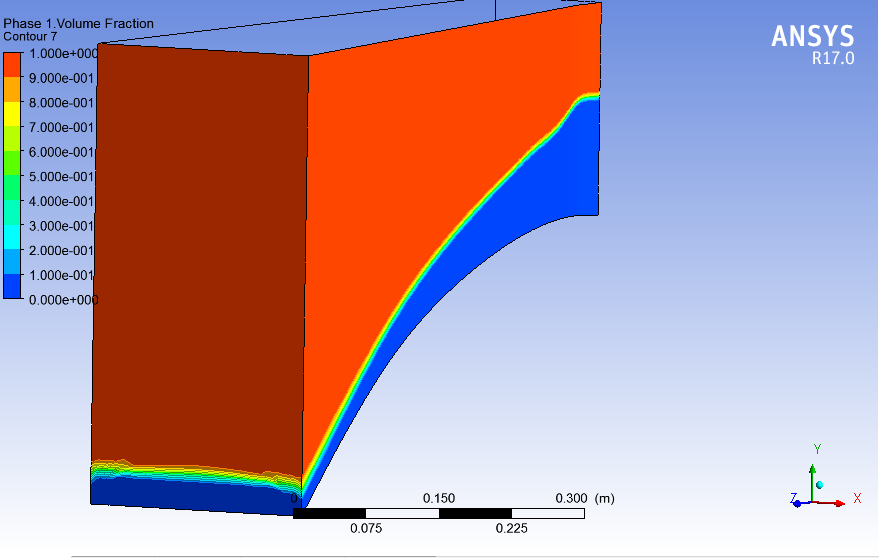 Phase 1.Volume Fraction
Contour 7
ANSYS
R17.0
1.000e+000
9.000e-001
8.000e-001
7.000e-001
6.000e-001
5.000e-001
4.000e-001
3.000e-001
2.000e-001
1.000e-001
0.000e+000
0 0.150 0.300 (m)
0.075 0.225
Y
Z X